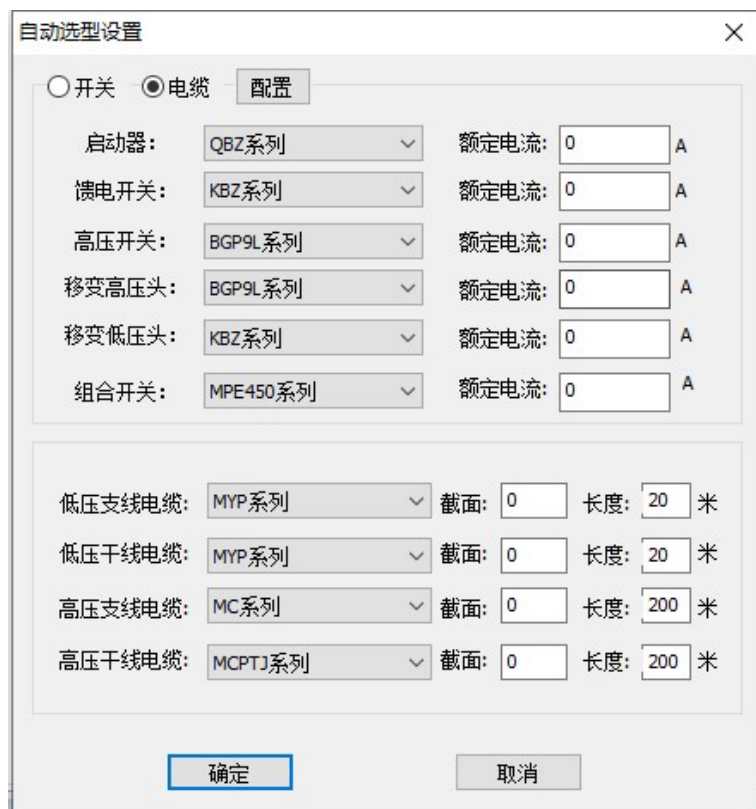 自动选型设置
开关 电缆 配置
启动器: QBZ系列 额定电流: 0 A
馈电开关: KBZ系列 额定电流: 0 A
高压开关: BGP9L系列 额定电流: 0 A
移变高压头: BGP9L系列 额定电流: 0 A
移变低压头: KBZ系列 额定电流: 0 A
组合开关: MPE450系列 额定电流: 0 A
低压支线电缆: MYP系列 截面: 0 长度: 20 米
低压干线电缆: MYP系列 截面: 0 长度: 20 米
高压支线电缆: MC系列 截面: 0 长度: 200 米
高压干线电缆: MCPTJ系列 截面: 0 长度: 200 米
确定 取消